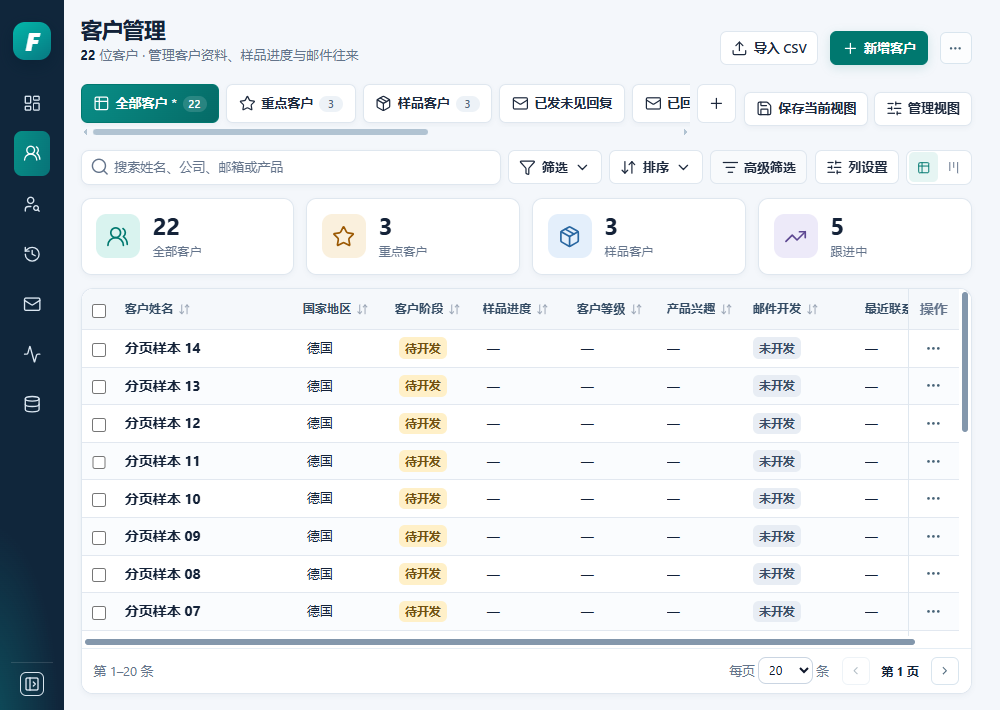 F
客户管理
22 位客户 · 管理客户资料、样品进度与邮件往来
导入 CSV
新增客户
全部客户 * 22
重点客户 3
样品客户 3
已发未见回复
已回
保存当前视图
管理视图
搜索姓名、公司、邮箱或产品
筛选
排序
高级筛选
列设置
22
全部客户
3
重点客户
3
样品客户
5
跟进中
客户姓名 国家地区 客户阶段 样品进度 客户等级 产品兴趣 邮件开发 最近联系 操作
分页样本 14 德国 待开发 — — — 未开发 —
分页样本 13 德国 待开发 — — — 未开发 —
分页样本 12 德国 待开发 — — — 未开发 —
分页样本 11 德国 待开发 — — — 未开发 —
分页样本 10 德国 待开发 — — — 未开发 —
分页样本 09 德国 待开发 — — — 未开发 —
分页样本 08 德国 待开发 — — — 未开发 —
分页样本 07 德国 待开发 — — — 未开发 —
第 1–20 条
每页 20 条
第 1 页